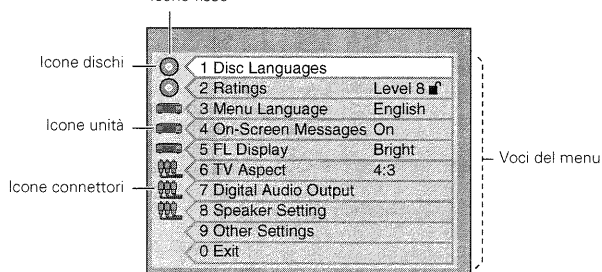 Icone dischi
Icone unità
Icone connettori
1 Disc Languages
2 Ratings Level 8
3 Menu Language English
4 On-Screen Messages On
5 FL Display Bright
6 TV Aspect 4:3
7 Digital Audio Output
8 Speaker Setting
9 Other Settings
0 Exit
Voci del menu